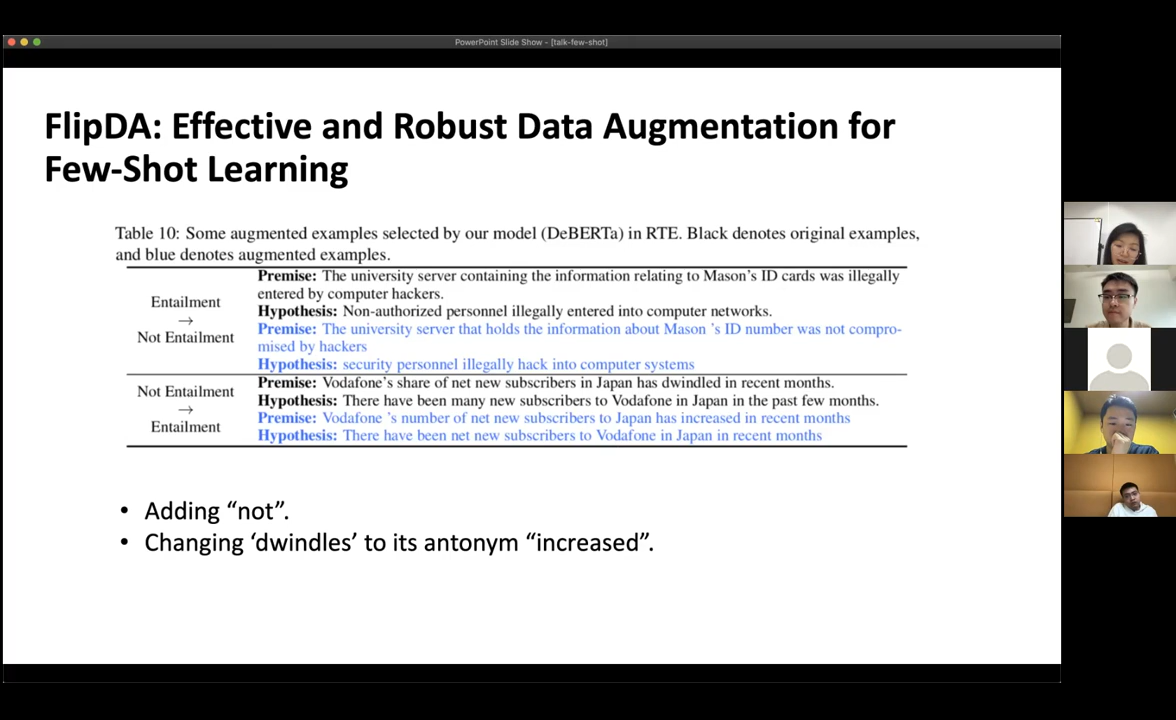 PowerPoint Slide Show - [talk-few-shot]
FlipDA: Effective and Robust Data Augmentation for
Few-Shot Learning
Table 10: Some augmented examples selected by our model (DeBERTa) in RTE. Black denotes original examples,
and blue denotes augmented examples.
Entailment
→
Not Entailment
Premise: The university server containing the information relating to Mason's ID cards was illegally
entered by computer hackers.
Hypothesis: Non-authorized personnel illegally entered into computer networks.
Premise: The university server that holds the information about Mason 's ID number was not compro-
mised by hackers
Hypothesis: security personnel illegally hack into computer systems
Not Entailment
→
Entailment
Premise: Vodafone's share of net new subscribers in Japan has dwindled in recent months.
Hypothesis: There have been many new subscribers to Vodafone in Japan in the past few months.
Premise: Vodafone 's number of net new subscribers to Japan has increased in recent months
Hypothesis: There have been net new subscribers to Vodafone in Japan in recent months
• Adding “not”.
• Changing ‘dwindles’ to its antonym “increased”.